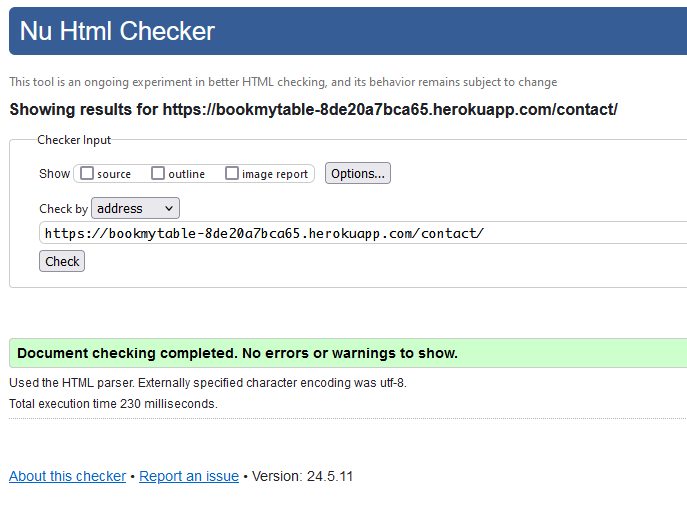 Nu Html Checker
This tool is an ongoing experiment in better HTML checking, and its behavior remains subject to change
Showing results for https://bookmytable-8de20a7bca65.herokuapp.com/contact/
Checker Input
Show source outline image report Options...
Check by address
https://bookmytable-8de20a7bca65.herokuapp.com/contact/
Check
Document checking completed. No errors or warnings to show.
Used the HTML parser. Externally specified character encoding was utf-8.
Total execution time 230 milliseconds.
About this checker • Report an issue • Version: 24.5.11